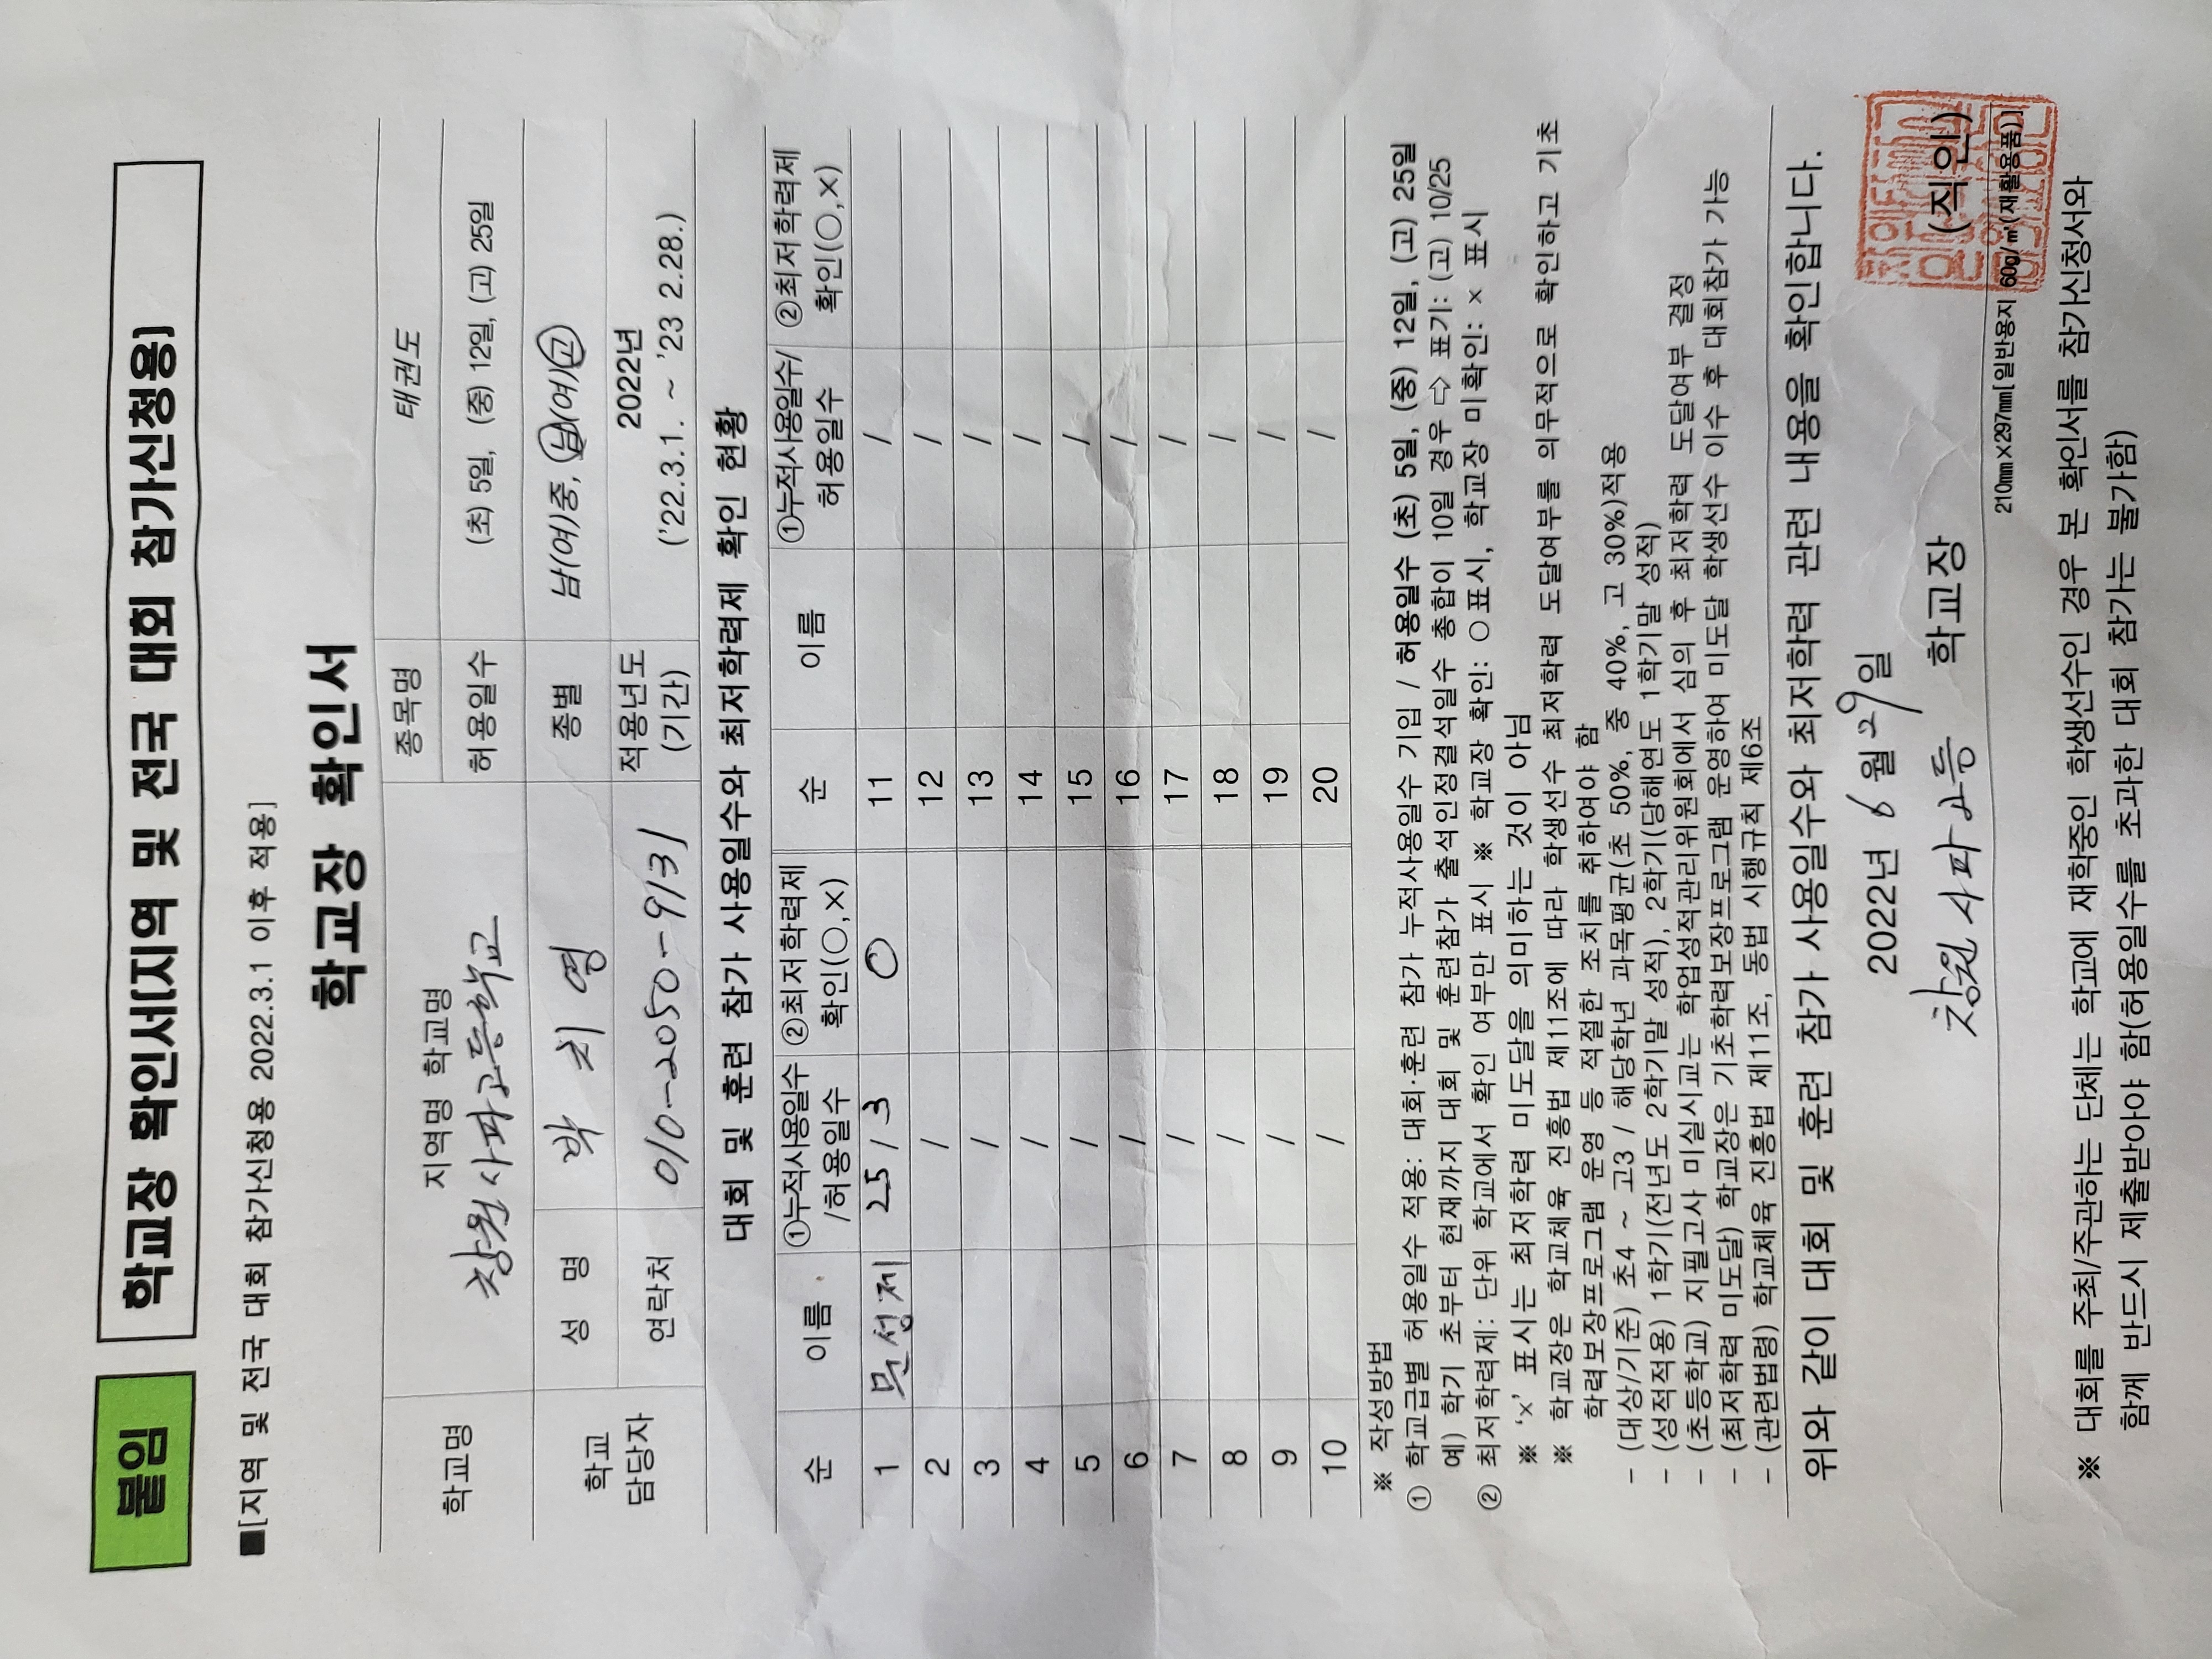 붙임
학교장 확인서(지역 및 전국 대회 참가신청용)
■[지역 및 전국 대회 참가신청용 2022.3.1 이후 적용]
학교장 확인서
학교명
지역명 학교명
창원사파고등학교
종목명
태권도
허용일수
(초) 5일, (중) 12일, (고) 25일
학교
담당자
성 명
박 치 영
종별
남(여)중, 남(여)고
연락처
010-2050-9131
적용년도
(기간)
2022년
('22.3.1. ~ '23 2.28.)
대회 및 훈련 참가 사용일수와 최저학력제 확인 현황
순 이름 ①누적사용일수 ②최저학력제 순 이름 ①누적사용일수/ ②최저학력제
/허용일수 확인(○,×) 허용일수 확인(○,×)
1 문성제 25 / 3 ○ 11 /
2 / 12 /
3 / 13 /
4 / 14 /
5 / 15 /
6 / 16 /
7 / 17 /
8 / 18 /
9 / 19 /
10 / 20 /
※ 작성방법
① 학교급별 허용일수 적용: 대회·훈련 참가 누적사용일수 기입 / 허용일수 (초) 5일, (중) 12일, (고) 25일
예) 학기 초부터 현재까지 대회 및 훈련참가 출석인정결석일수 총합이 10일 경우 ⇨ 표기: (고) 10/25
② 최저학력제: 단위 학교에서 확인 여부만 표시 ※ 학교장 확인: ○표시, 학교장 미확인: × 표시
※ '×' 표시는 최저학력 미도달을 의미하는 것이 아님
※ 학교장은 학교체육 진흥법 제11조에 따라 학생선수 최저학력 도달여부를 의무적으로 확인하고 기초
학력보장프로그램 운영 등 적절한 조치를 취하여야 함
- (대상/기준) 초4 ~ 고3 / 해당학년 과목평균(초 50%, 중 40%, 고 30%)적용
- (성적적용) 1학기(전년도 2학기말 성적), 2학기(당해연도 1학기말 성적)
- (초등학교) 지필고사 미실시교는 학업성적관리위원회에서 심의 후 최저학력 도달여부 결정
- (최저학력 미도달) 학교장은 기초학력보장프로그램 운영하여 미도달 학생선수 이수 후 대회참가 가능
- (관련법령) 학교체육 진흥법 제11조, 동법 시행규칙 제6조
위와 같이 대회 및 훈련 참가 사용일수와 최저학력 관련 내용을 확인합니다.
2022년 6월 29일
창원사파고등 학교장 (직인)
210㎜×297㎜[일반용지 60g/㎡(재활용품)]
※ 대회를 주최/주관하는 단체는 학교에 재학중인 학생선수인 경우 본 확인서를 참가신청서와
함께 반드시 제출받아야 함(허용일수를 초과한 대회 참가는 불가함)